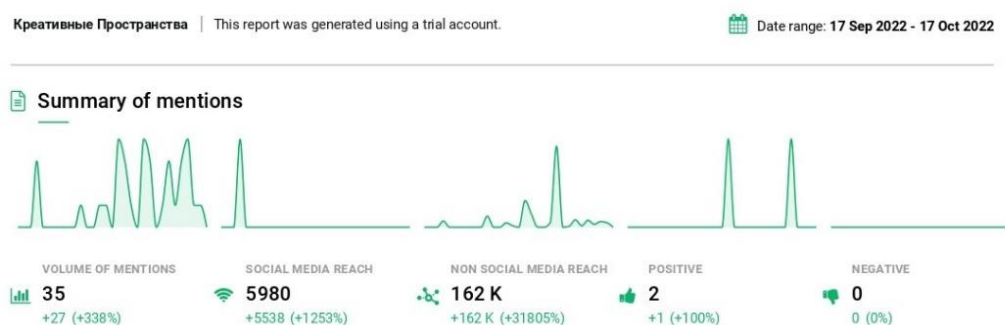 Креативные Пространства | This report was generated using a trial account.
Date range: 17 Sep 2022 - 17 Oct 2022
Summary of mentions
VOLUME OF MENTIONS
35
+27 (+338%)
SOCIAL MEDIA REACH
5980
+5538 (+1253%)
NON SOCIAL MEDIA REACH
162 K
+162 K (+31805%)
POSITIVE
2
+1 (+100%)
NEGATIVE
0
0 (0%)